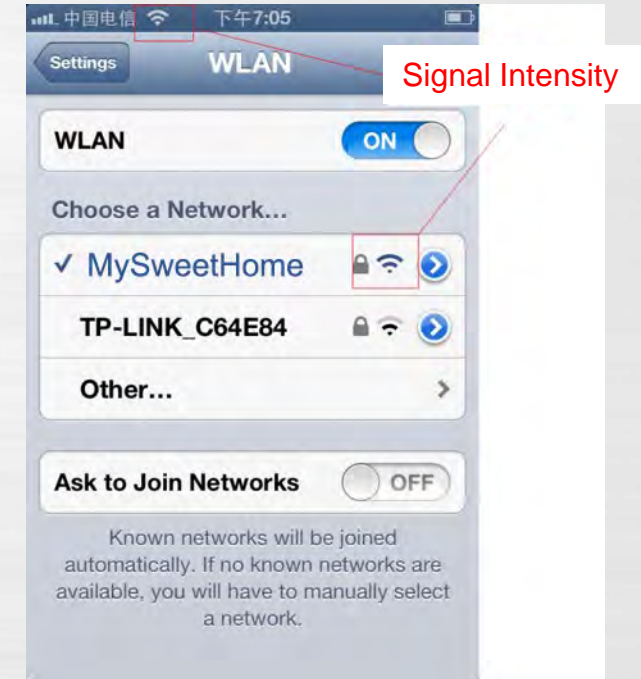 中国电信 下午7:05
Settings WLAN
Signal Intensity
WLAN ON
Choose a Network...
✓ MySweetHome
TP-LINK_C64E84
Other...
Ask to Join Networks OFF
Known networks will be joined
automatically. If no known networks are
available, you will have to manually select
a network.